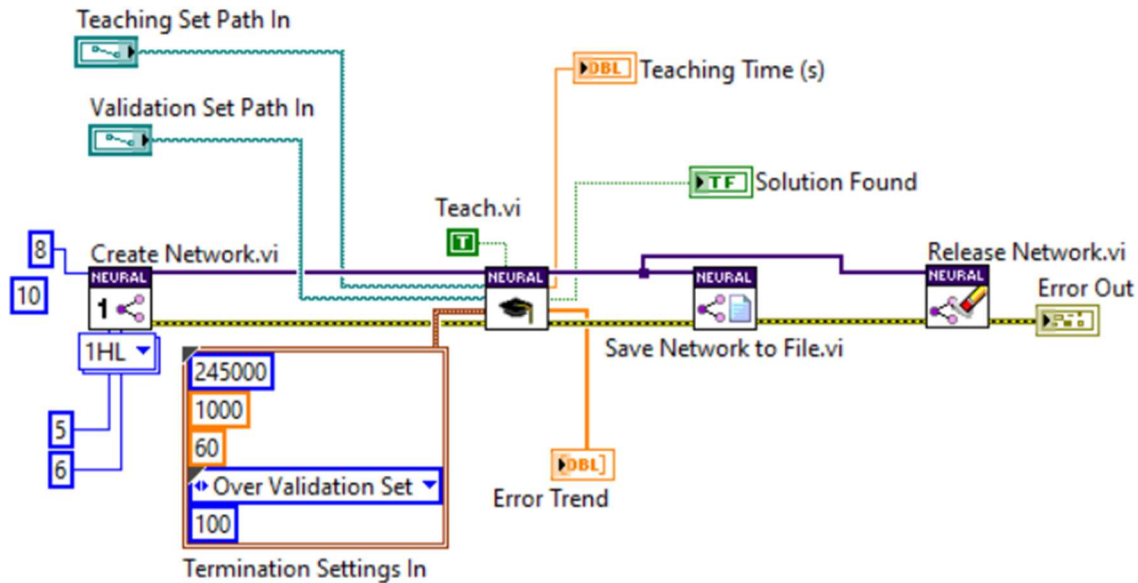 Teaching Set Path In
DBL Teaching Time (s)
Validation Set Path In
TF Solution Found
Teach.vi
T
8
Create Network.vi
Release Network.vi
NEURAL
NEURAL
NEURAL
NEURAL
10
1
Error Out
1HL
Save Network to File.vi
245000
1000
5
60
6
Over Validation Set
DBL]
100
Error Trend
Termination Settings In